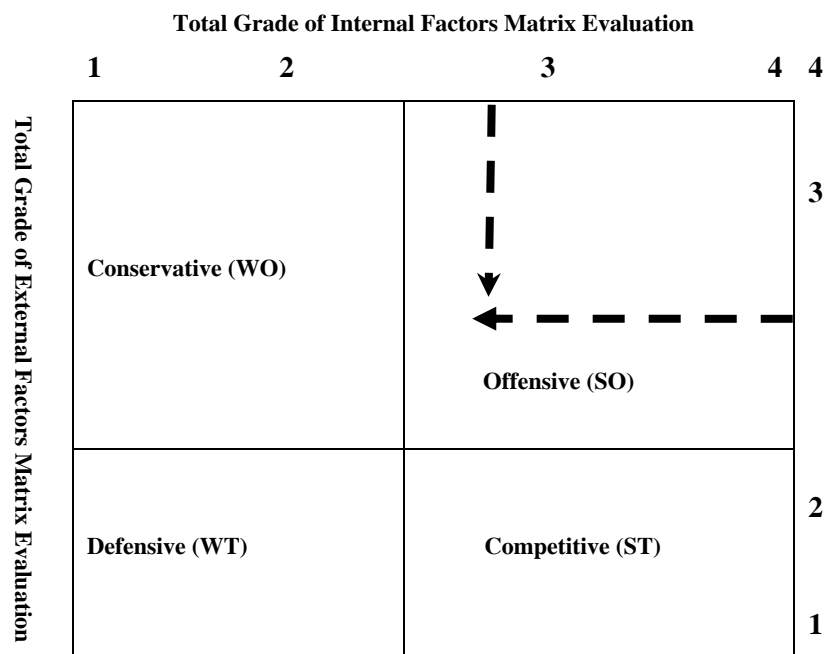 Total Grade of Internal Factors Matrix Evaluation
1 2 3 4 4
Total Grade of External Factors Matrix Evaluation
3
Conservative (WO)
Offensive (SO)
2
Defensive (WT) Competitive (ST)
1